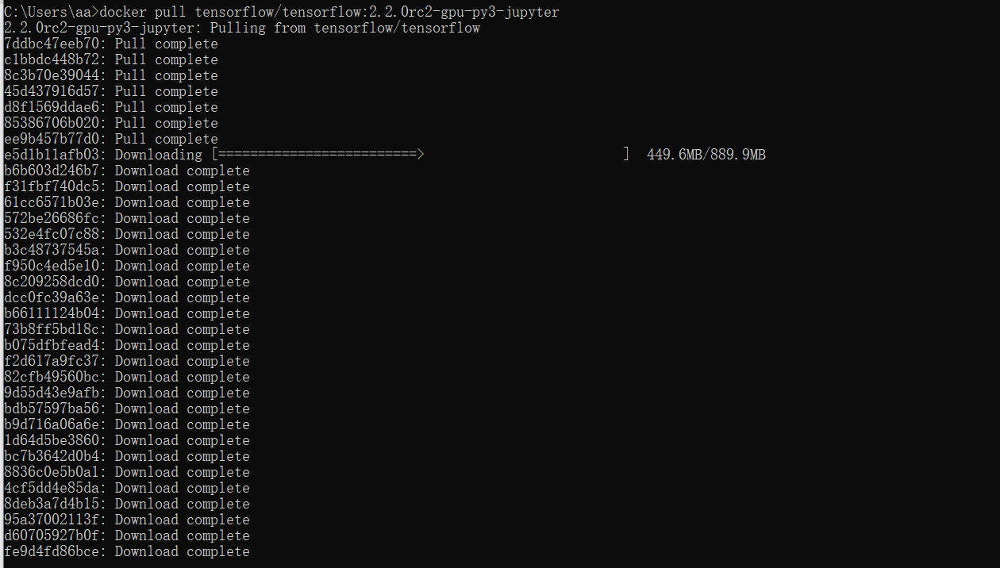 C:\Users\aa>docker pull tensorflow/tensorflow:2.2.0rc2-gpu-py3-jupyter
2.2.0rc2-gpu-py3-jupyter: Pulling from tensorflow/tensorflow
7ddbc47eeb70: Pull complete
c1bbdc448b72: Pull complete
8c3b70e39044: Pull complete
45d437916d57: Pull complete
d8f1569ddae6: Pull complete
85386706b020: Pull complete
ee9b457b77d0: Pull complete
e5d1b11afb03: Downloading [=========================>                         ]  449.6MB/889.9MB
b6b603d246b7: Download complete
f31fbf740dc5: Download complete
61cc6571b03e: Download complete
572be26686fc: Download complete
532e4fc07c88: Download complete
b3c48737545a: Download complete
f950c4ed5e10: Download complete
8c209258dcd0: Download complete
dcc0fc39a63e: Download complete
b66111124b04: Download complete
73b8ff5bd18c: Download complete
b075dfbfead4: Download complete
f2d617a9fc37: Download complete
82cfb49560bc: Download complete
9d55d43e9afb: Download complete
bdb57597ba56: Download complete
b9d716a06a6e: Download complete
1d64d5be3860: Download complete
bc7b3642d0b4: Download complete
8836c0e5b0a1: Download complete
4cf5dd4e85da: Download complete
8deb3a7d4b15: Download complete
95a37002113f: Download complete
d60705927b0f: Download complete
fe9d4fd86bce: Download complete